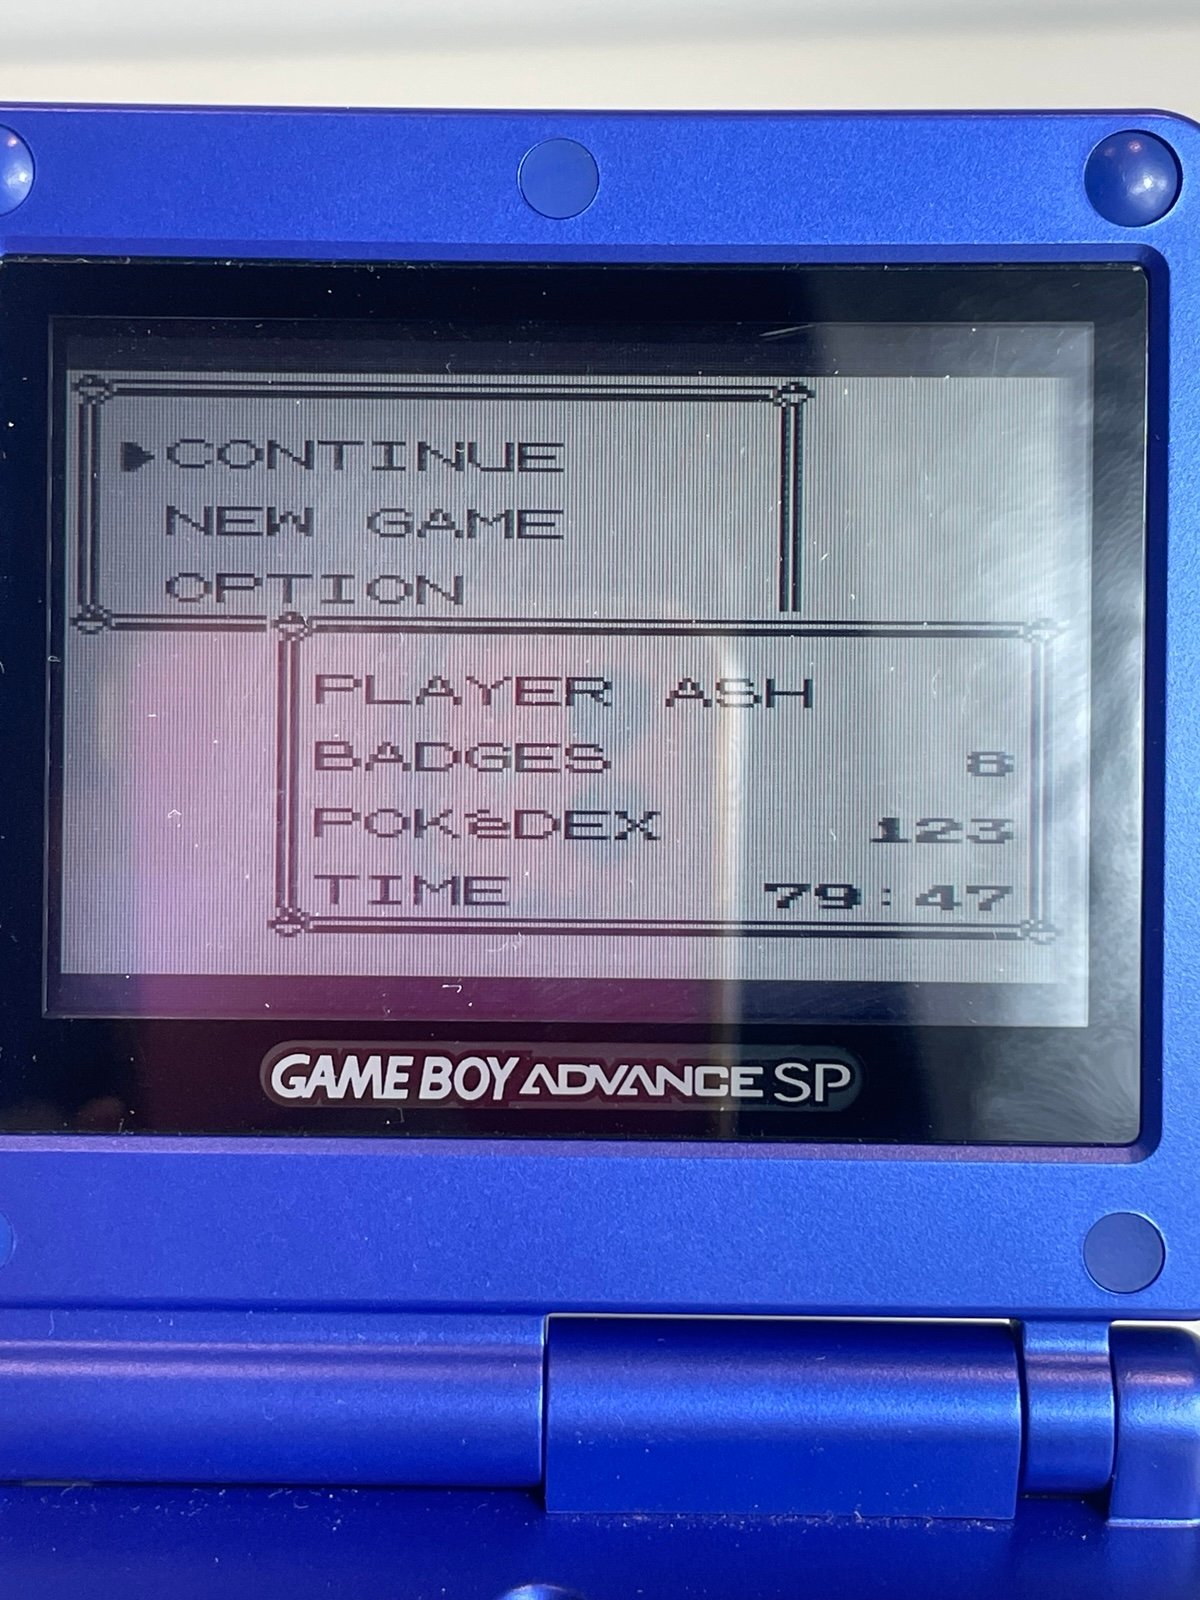 ▶CONTINUE
NEW GAME
OPTION
PLAYER ASH
BADGES 8
POKéDEX 123
TIME 79:47
GAME BOY ADVANCE SP